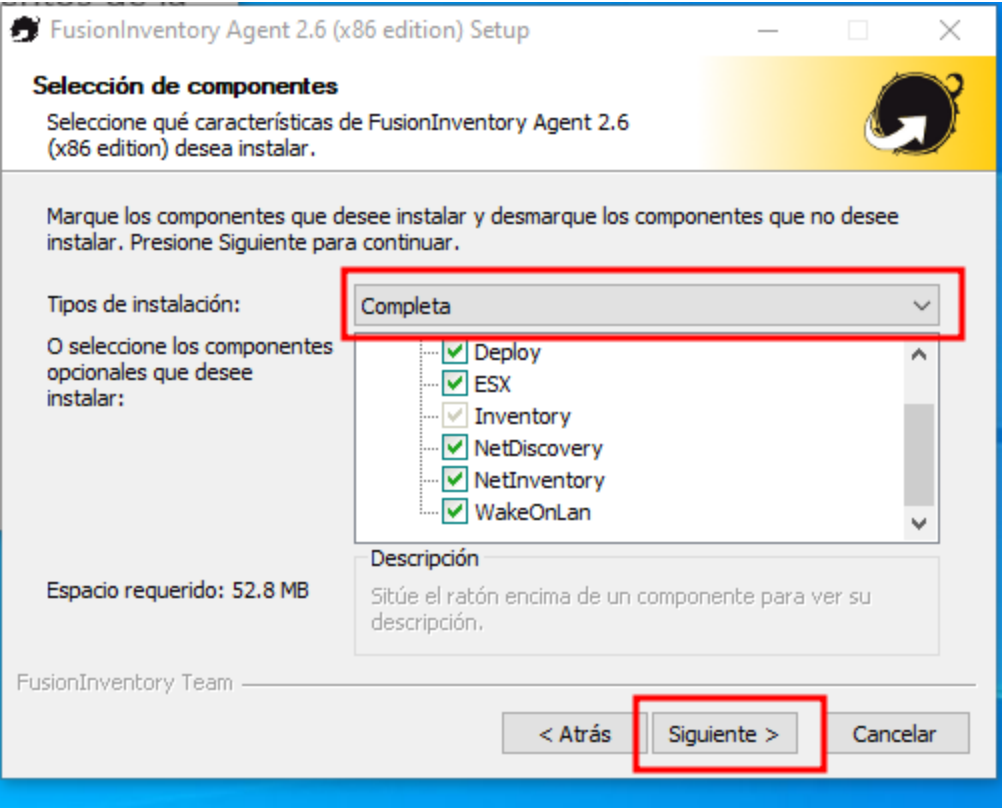 FusionInventory Agent 2.6 (x86 edition) Setup
Selección de componentes
Seleccione qué características de FusionInventory Agent 2.6
(x86 edition) desea instalar.
Marque los componentes que desee instalar y desmarque los componentes que no desee
instalar. Presione Siguiente para continuar.
Tipos de instalación:
Completa
O seleccione los componentes
opcionales que desee
instalar:
Deploy
ESX
Inventory
NetDiscovery
NetInventory
WakeOnLan
Espacio requerido: 52.8 MB
Descripción
Sitúe el ratón encima de un componente para ver su
descripción.
FusionInventory Team
< Atrás
Siguiente >
Cancelar